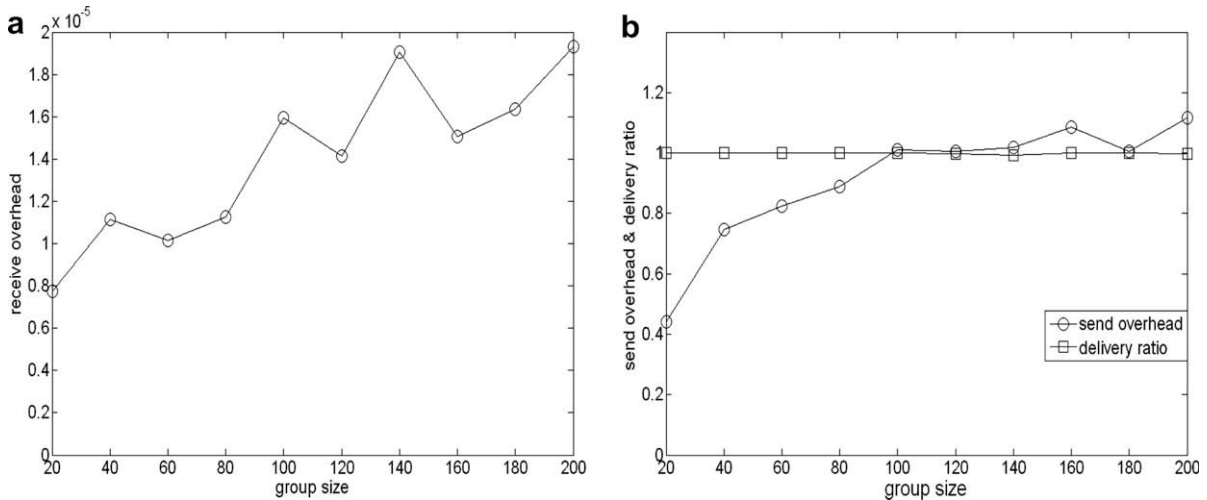 a
2 x 10-5
1.8
1.6
1.4
1.2
1
0.8
0.6
0.4
0.2
0
receive overhead
20 40 60 80 100 120 140 160 180 200
group size
b
1.2
1
0.8
0.6
0.4
0.2
0
send overhead & delivery ratio
send overhead
delivery ratio
20 40 60 80 100 120 140 160 180 200
group size